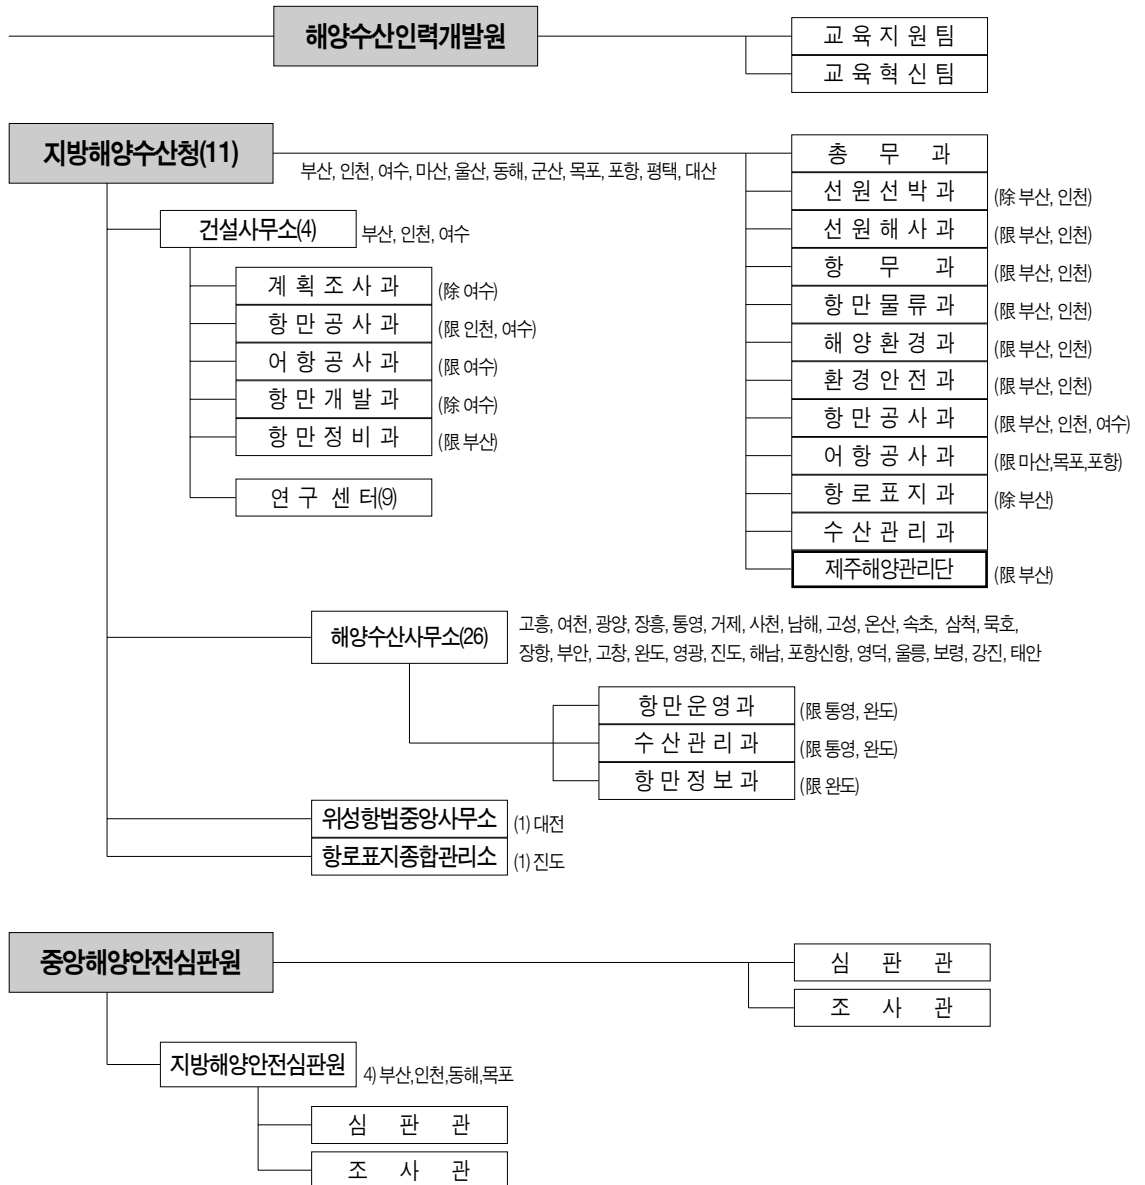 해양수산인력개발원
교육지원팀
교육혁신팀
지방해양수산청(11)
부산, 인천, 여수, 마산, 울산, 동해, 군산, 목포, 포항, 평택, 대산
총 무 과
선원선박과 (除 부산, 인천)
선원해사과 (限 부산, 인천)
항 무 과 (限 부산, 인천)
항만물류과 (限 부산, 인천)
해양환경과 (限 부산, 인천)
환경안전과 (限 부산, 인천)
항만공사과 (限 부산, 인천, 여수)
어항공사과 (限 마산,목포,포항)
항로표지과 (除 부산)
수산관리과
제주해양관리단 (限 부산)
건설사무소(4) 부산, 인천, 여수
계획조사과 (除 여수)
항만공사과 (限 인천, 여수)
어항공사과 (限 여수)
항만개발과 (除 여수)
항만정비과 (限 부산)
연구 센터(9)
해양수산사무소(26)
고흥, 여천, 광양, 장흥, 통영, 거제, 사천, 남해, 고성, 온산, 속초, 삼척, 묵호,
장항, 부안, 고창, 완도, 영광, 진도, 해남, 포항신항, 영덕, 울릉, 보령, 강진, 태안
항만운영과 (限 통영, 완도)
수산관리과 (限 통영, 완도)
항만정보과 (限 완도)
위성항법중앙사무소 (1) 대전
항로표지종합관리소 (1) 진도
중앙해양안전심판원
심 판 관
조 사 관
지방해양안전심판원 4) 부산,인천,동해,목포
심 판 관
조 사 관